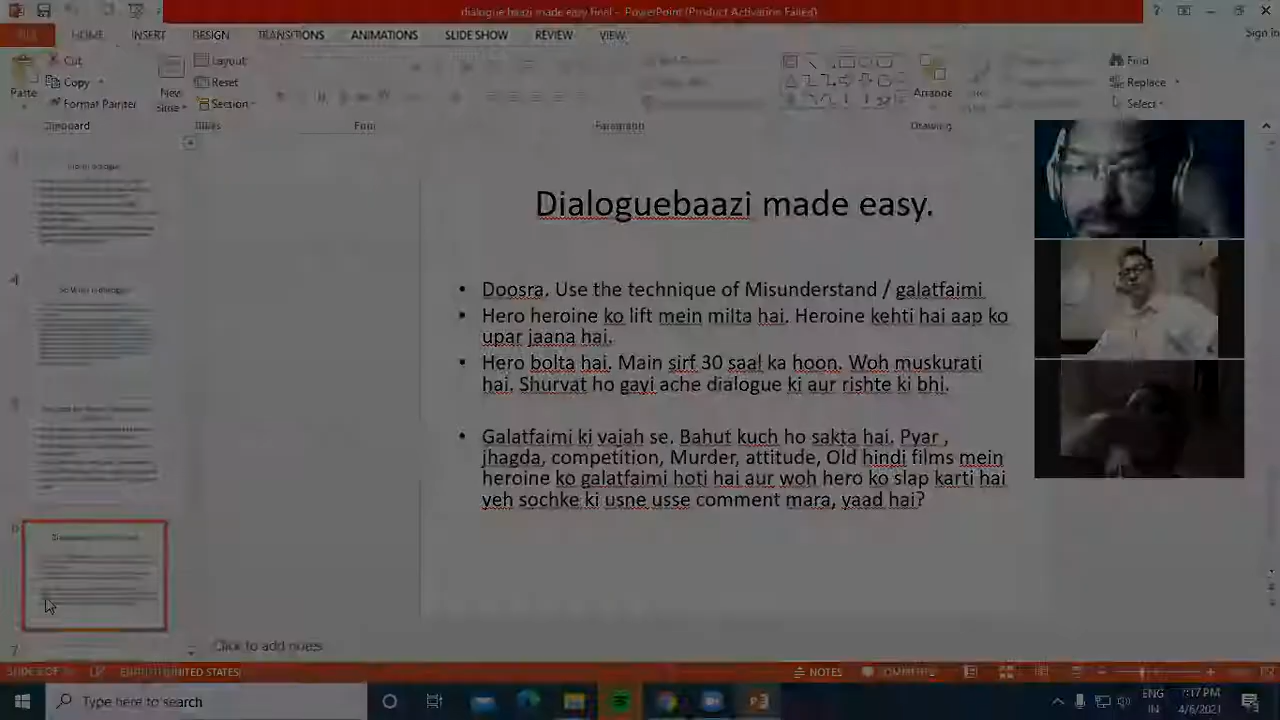 dialogue baazi made easy final - PowerPoint (Product Activation Failed)
Sign in
HOME INSERT DESIGN TRANSITIONS ANIMATIONS SLIDE SHOW REVIEW VIEW
Cut
Copy
Format Painter
Paste
Clipboard
New
Layout
Reset
Section
Slides
Font
Paragraph
Arrange
Drawing
Find
Replace
Select
Dialoguebaazi made easy.
• Doosra. Use the technique of Misunderstand / galatfaimi
• Hero heroine ko lift mein milta hai. Heroine kehti hai aap ko
upar jaana hai.
• Hero bolta hai. Main sirf 30 saal ka hoon. Woh muskurati
hai. Shurvat ho gayi ache dialogue ki aur rishte ki bhi.
• Galatfaimi ki vajah se. Bahut kuch ho sakta hai. Pyar ,
jhagda, competition, Murder, attitude, Old hindi films mein
heroine ko galatfaimi hoti hai aur woh hero ko slap karti hai
yeh sochke ki usne usse comment mara, yaad hai?
4
7
Click to add notes
ENGLISH (UNITED STATES)
NOTES
COMMENTS
Type here to search
ENG
IN
7:17 PM
4/6/2021